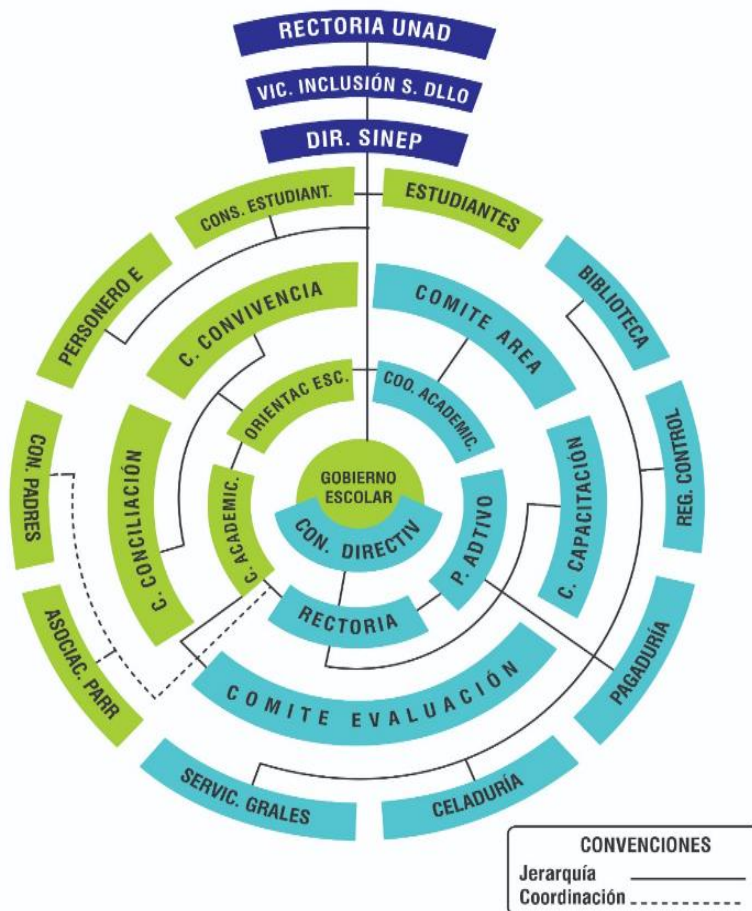 RECTORIA UNAD
VIC. INCLUSIÓN S. DLLO
DIR. SINEP
CONS. ESTUDIANT.
ESTUDIANTES
PERSONERO E
BIBLIOTECA
C. CONVIVENCIA
COMITE AREA
ORIENTAC ESC.
COO. ACADEMIC.
CON. PADRES
C. CONCILIACIÓN
C. ACADEMIC.
GOBIERNO
ESCOLAR
CON. DIRECTIV
P. ADTIVO
C. CAPACITACIÓN
REG. CONTROL
RECTORIA
ASOCIAC. PARR
COMITE EVALUACIÓN
PAGADURÍA
SERVIC. GRALES
CELADURÍA
CONVENCIONES
Jerarquía
Coordinación